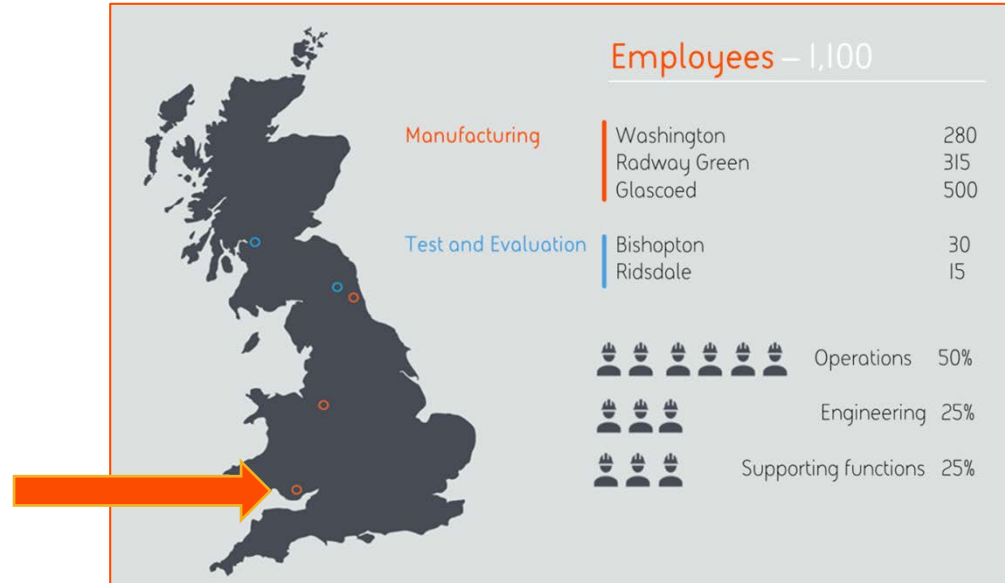 Employees – 1,100
Manufacturing
Washington 280
Radway Green 315
Glascoed 500
Test and Evaluation
Bishopton 30
Ridsdale 15
Operations 50%
Engineering 25%
Supporting functions 25%